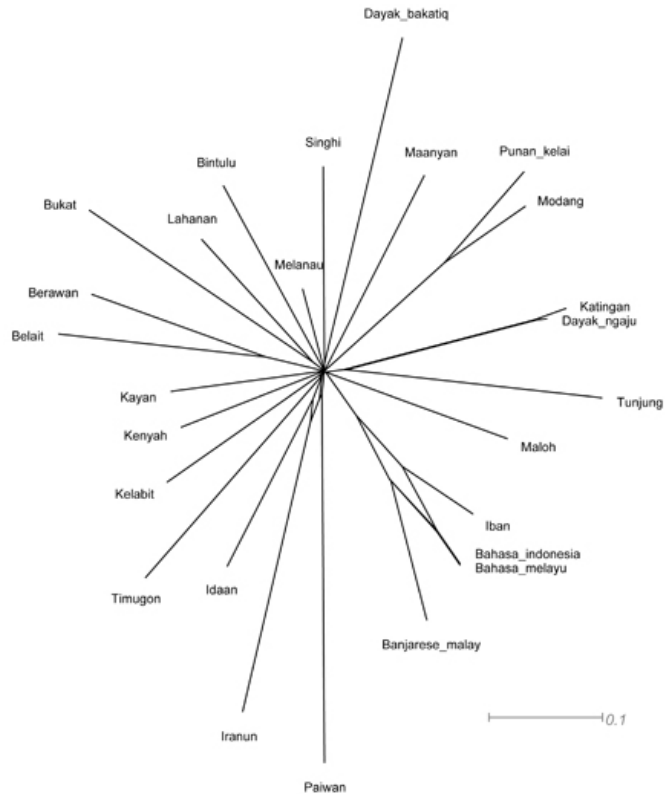 Dayak_bakatiq
Singhi
Maanyan
Punan_kelai
Bintulu
Modang
Bukat
Lahanan
Melanau
Berawan
Katingan
Dayak_ngaju
Belait
Kayan
Tunjung
Kenyah
Maloh
Kelabit
Iban
Bahasa_indonesia
Bahasa_melayu
Idaan
Timugon
Banjarese_malay
0.1
Iranun
Paiwan